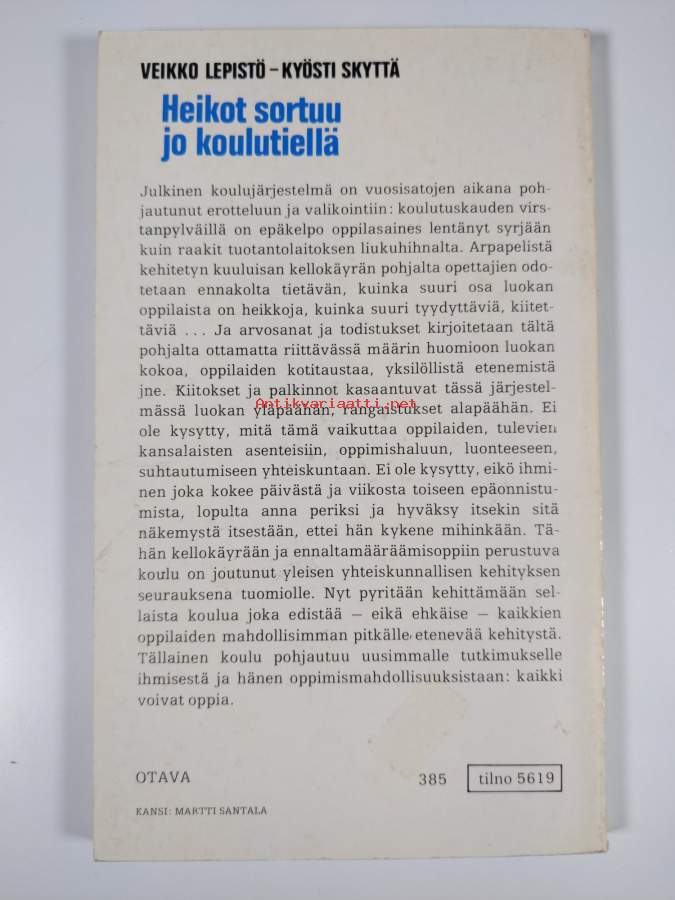 VEIKKO LEPISTÖ – KYÖSTI SKYTTÄ
Heikot sortuu
jo koulutiellä
Julkinen koulujärjestelmä on vuosisatojen aikana poh-
jautunut erotteluun ja valikointiin: koulutuskauden virs-
tanpylväillä on epäkelpo oppilasaines lentänyt syrjään
kuin raakit tuotantolaitoksen liukuhihnalta. Arpapelistä
kehitetyn kuuluisan kellokäyrän pohjalta opettajien odo-
tetaan ennakolta tietävän, kuinka suuri osa luokan
oppilaista on heikkoja, kuinka suuri tyydyttäviä, kiitet-
täviä ... Ja arvosanat ja todistukset kirjoitetaan tältä
pohjalta ottamatta riittävässä määrin huomioon luokan
kokoa, oppilaiden kotitaustaa, yksilöllistä etenemistä
jne. Kiitokset ja palkinnot kasaantuvat tässä järjestel-
Antikvariaatti.net
mässä luokan yläpäähän, rangaistukset alapäähän. Ei
ole kysytty, mitä tämä vaikuttaa oppilaiden, tulevien
kansalaisten asenteisiin, oppimishaluun, luonteeseen,
suhtautumiseen yhteiskuntaan. Ei ole kysytty, eikö ihmi-
nen joka kokee päivästä ja viikosta toiseen epäonnistu-
mista, lopulta anna periksi ja hyväksy itsekin sitä
näkemystä itsestään, ettei hän kykene mihinkään. Tä-
hän kellokäyrään ja ennaltamääräämisoppiin perustuva
koulu on joutunut yleisen yhteiskunnallisen kehityksen
seurauksena tuomiolle. Nyt pyritään kehittämään sel-
laista koulua joka edistää – eikä ehkäise – kaikkien
oppilaiden mahdollisimman pitkälle etenevää kehitystä.
Tällainen koulu pohjautuu uusimmalle tutkimukselle
ihmisestä ja hänen oppimismahdollisuuksistaan: kaikki
voivat oppia.
OTAVA
385
tilno 5619
KANSI: MARTTI SANTALA